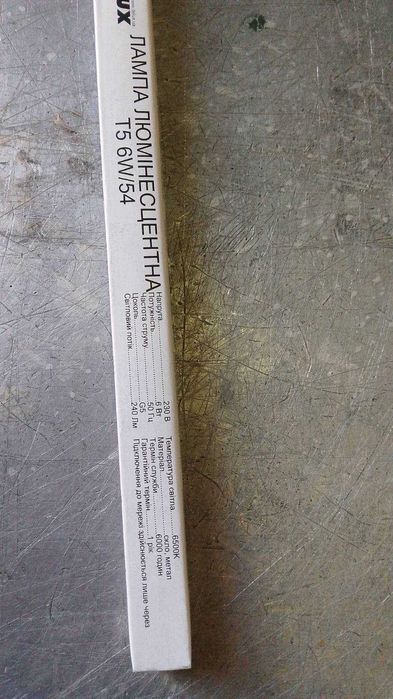 UX
ЛАМПА ЛЮМІНЕСЦЕНТНА
T5 6W/54
Напруга..................230 В
Потужність..................6 Вт
Частота струму..................50 Гц
Цоколь..................G5
Світловий потік..................240 Лм
Температура світла..................6500K
Матеріал..................скло, метал
Термін служби..................6000 годин
Гарантійний термін..................1 рік
Підключення до мережі здійснюється лише через